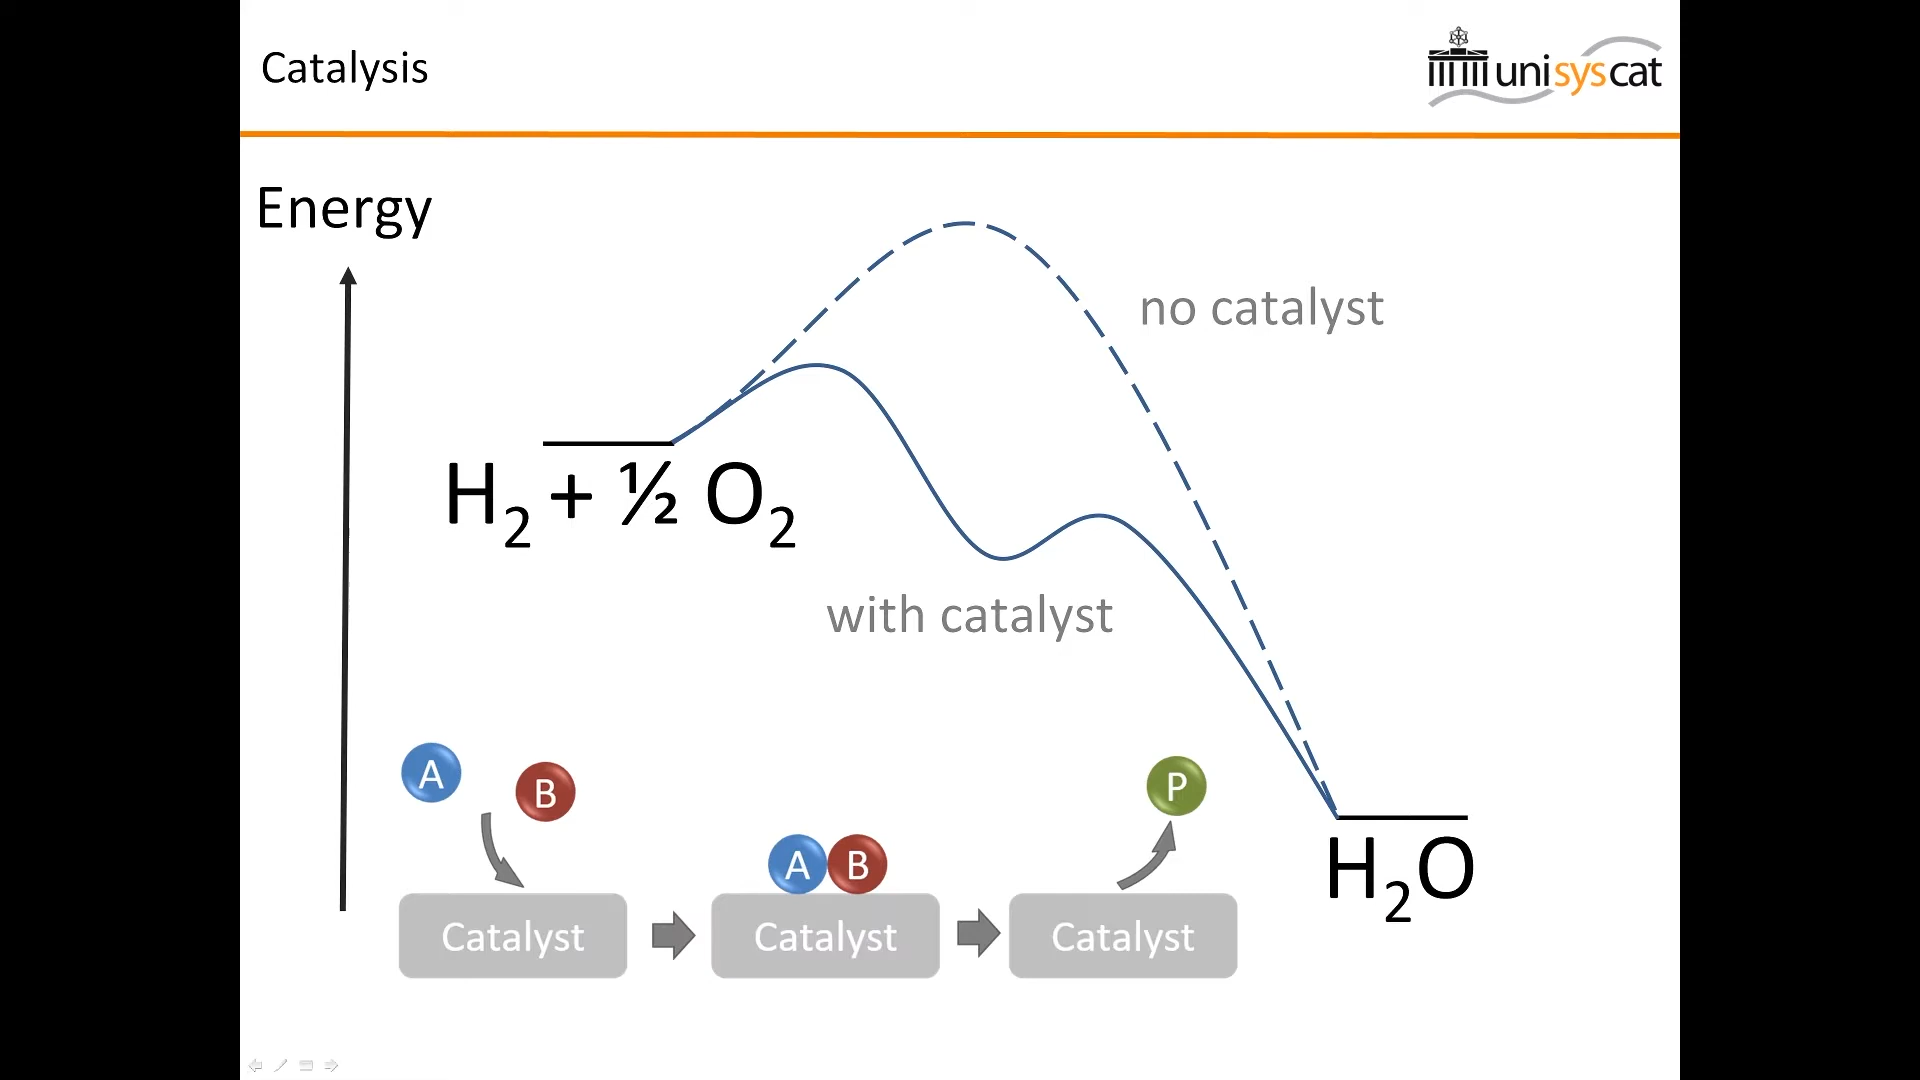 Catalysis
unisyscat
Energy
no catalyst
H₂ + ½ O₂
with catalyst
A
B
P
A B
H₂O
Catalyst
Catalyst
Catalyst